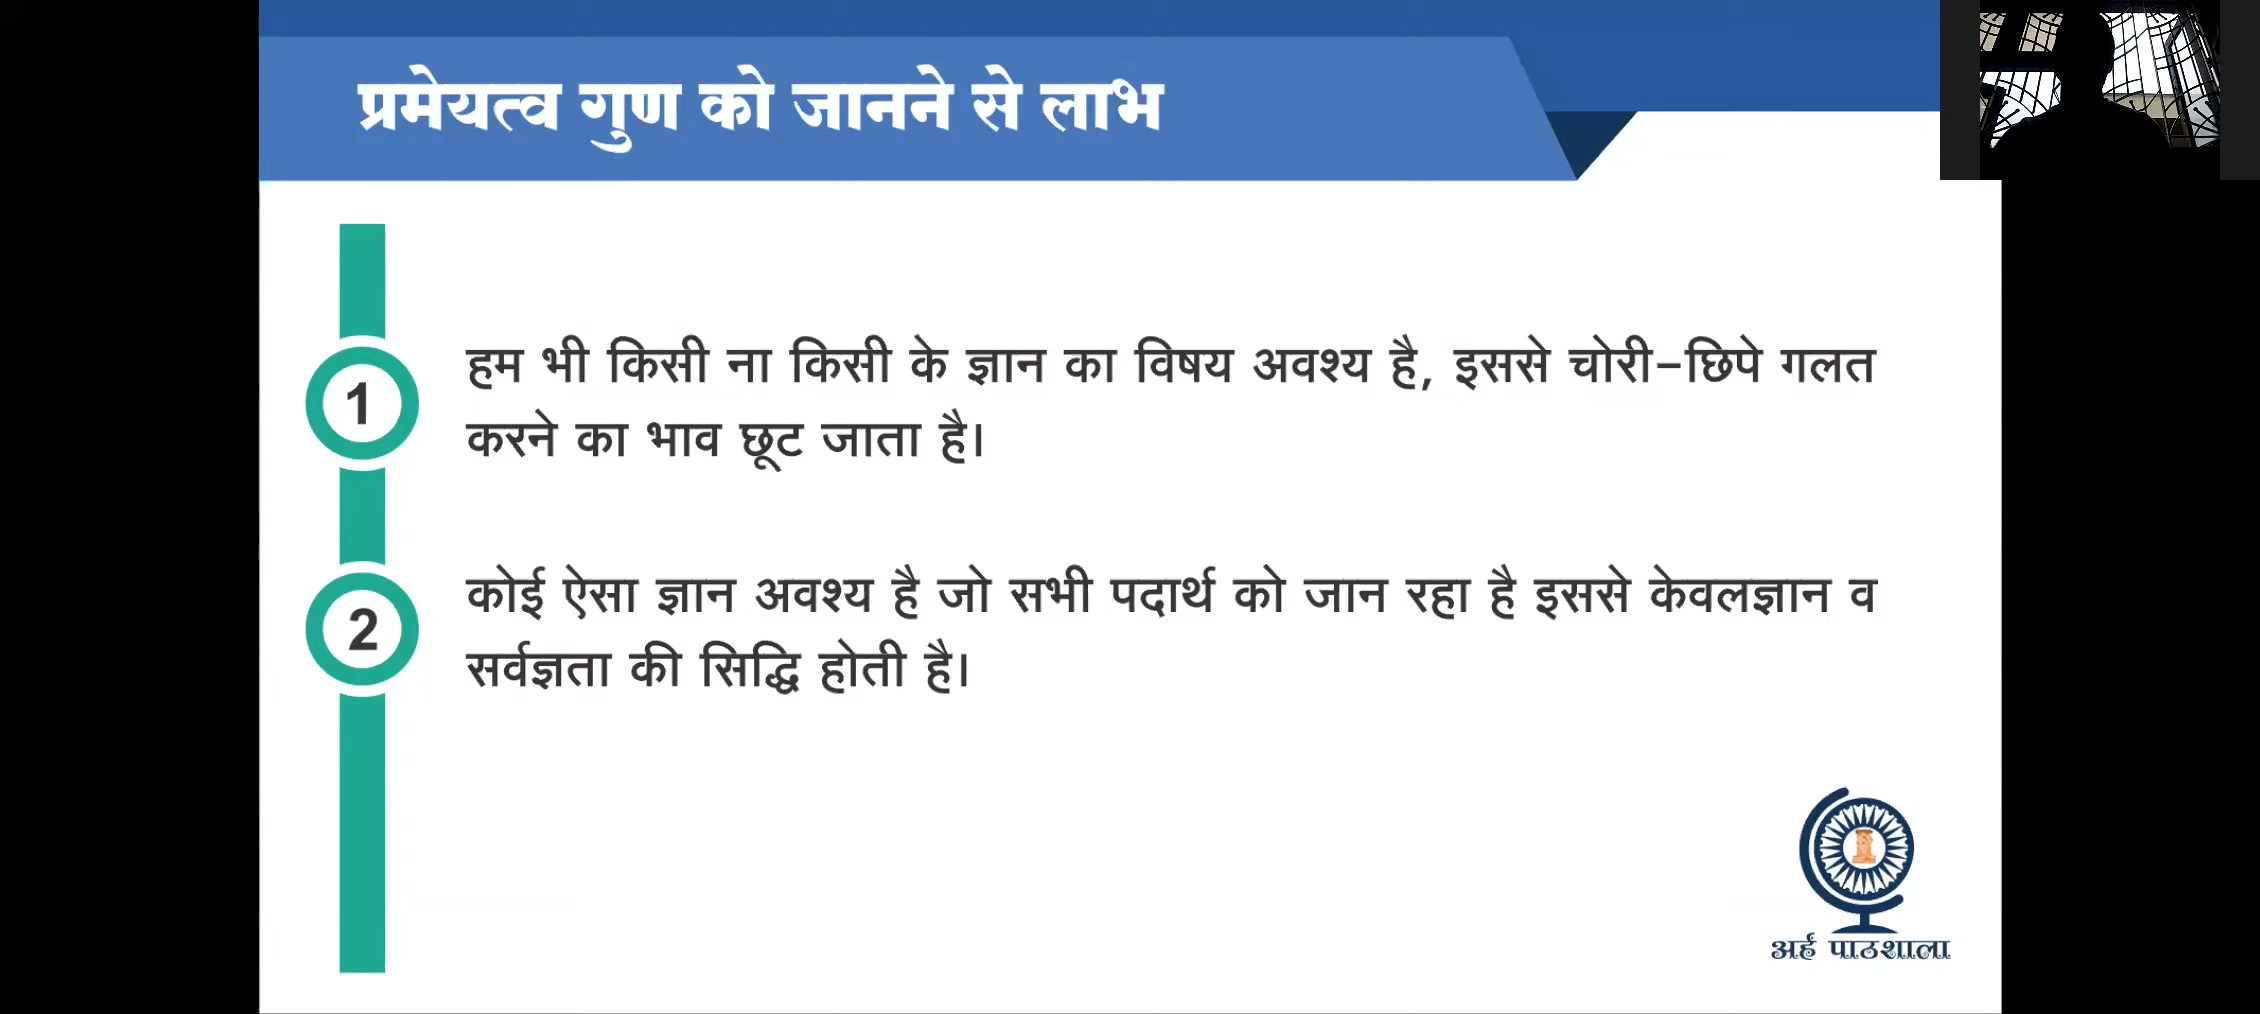 प्रमेयत्व गुण को जानने से लाभ
1
हम भी किसी ना किसी के ज्ञान का विषय अवश्य है, इससे चोरी-छिपे गलत
करने का भाव छूट जाता है।
2
कोई ऐसा ज्ञान अवश्य है जो सभी पदार्थ को जान रहा है इससे केवलज्ञान व
सर्वज्ञता की सिद्धि होती है।
अर्हं पाठशाला